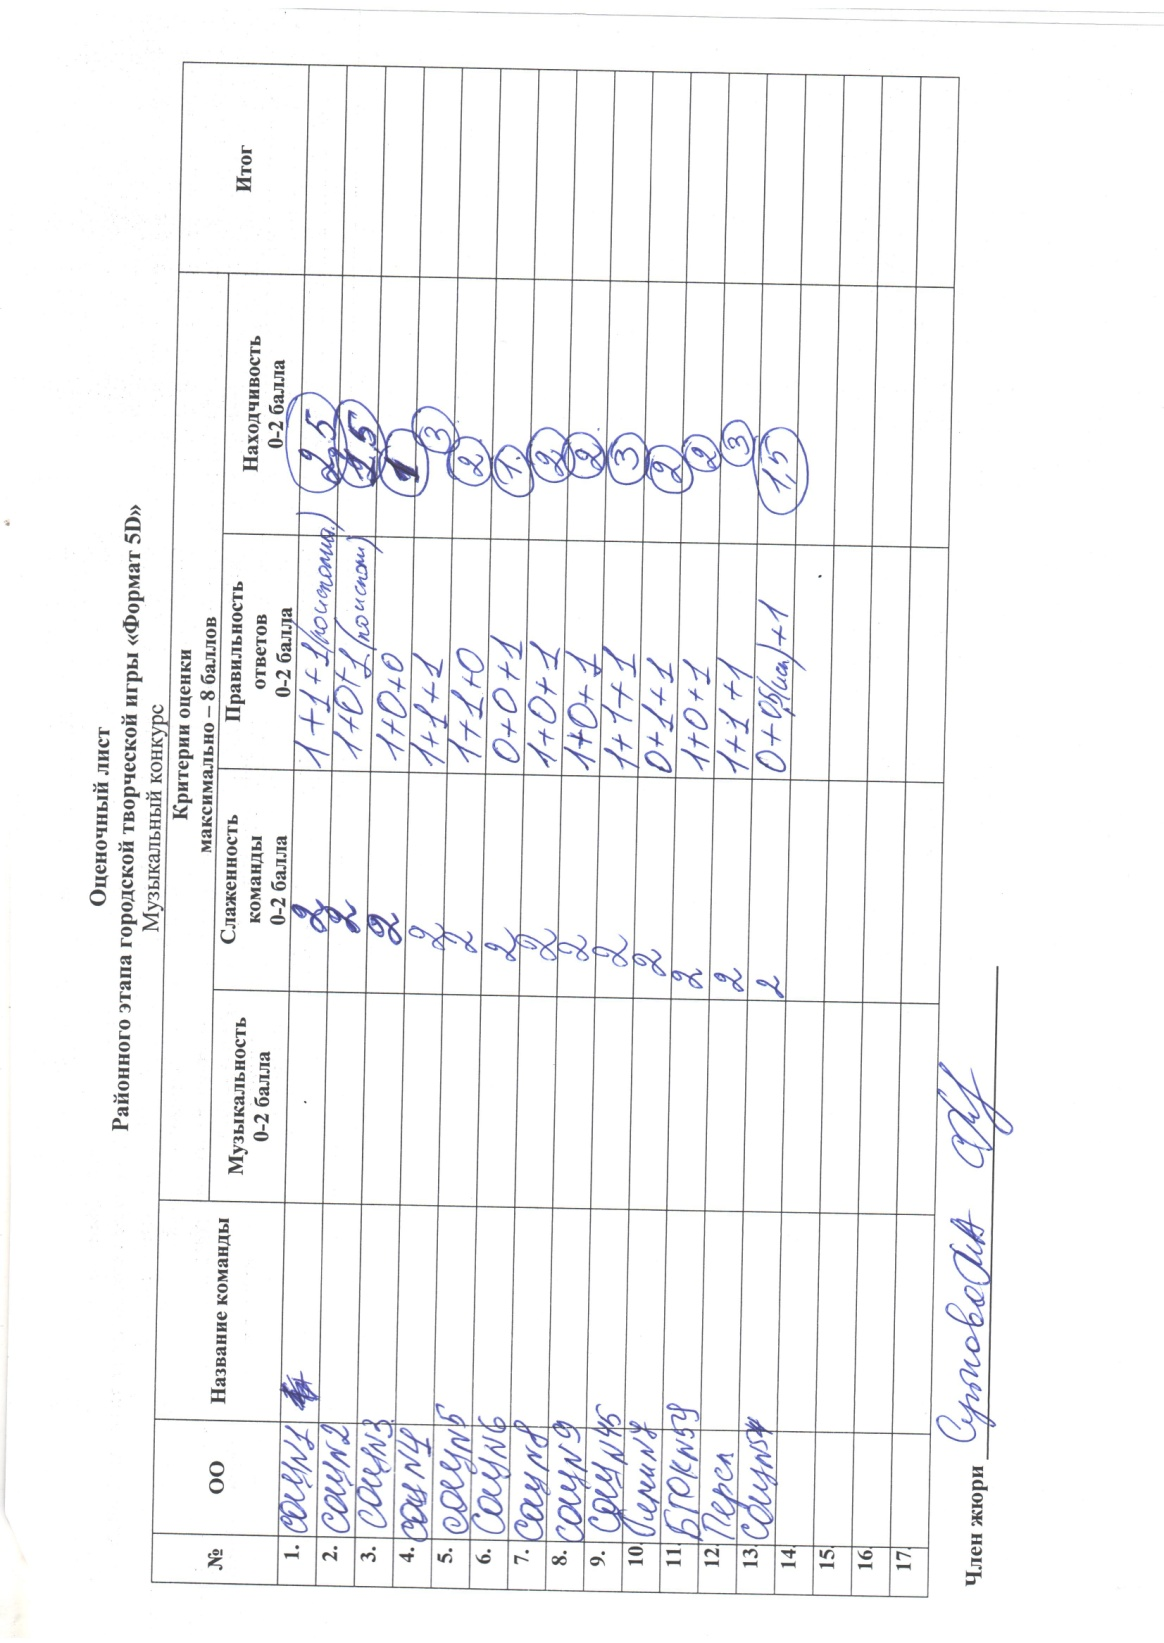 Оценочный лист
Районного этапа городской творческой игры «Формат 5D»
Музыкальный конкурс
№ ОО Название команды Критерии оценки Итог
максимально – 8 баллов
Музыкальность 0-2 балла Слаженность команды 0-2 балла Правильность ответов 0-2 балла Находчивость 0-2 балла
1. СОШ№1 2 1+1+1 2,5
2. СОШ№2 2 1+0+1 1,5
3. СОШ№3 2 1+0+0 1
4. СОШ№4 2 1+1+1 3
5. СОШ№5 2 1+1+0 2
6. СОШ№6 2 0+0+1 1.
7. СОШ№8 2 1+0+1 2
8. СОШ№9 2 1+0+1 2
9. СОШ№45 2 1+1+1 3
10. №7 2 0+1+1 2
11. 2 1+0+1 2
12. 2 1+1+1 3
13. 2 0+0,5(исп)+1 1,5
14.
15.
16.
17.
Член жюри